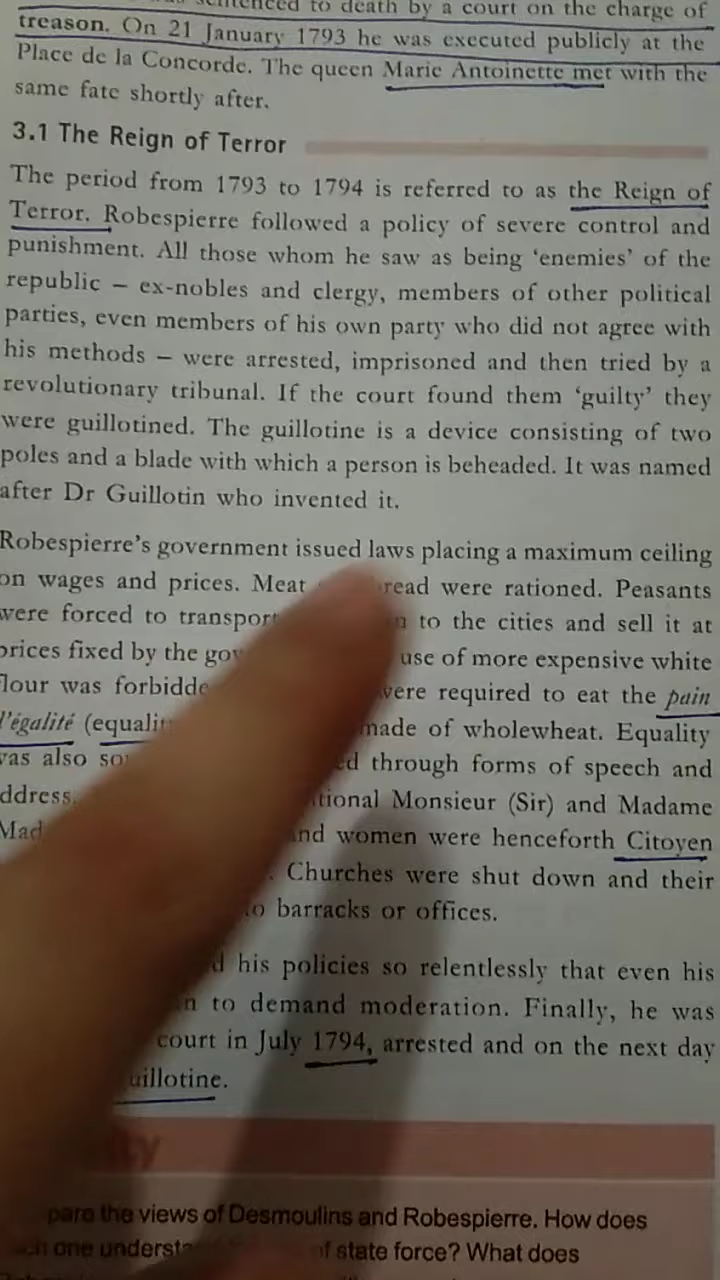 sentenced to death by a court on the charge of
treason. On 21 January 1793 he was executed publicly at the
Place de la Concorde. The queen Marie Antoinette met with the
same fate shortly after.
3.1 The Reign of Terror
The period from 1793 to 1794 is referred to as the Reign of
Terror. Robespierre followed a policy of severe control and
punishment. All those whom he saw as being ‘enemies’ of the
republic – ex-nobles and clergy, members of other political
parties, even members of his own party who did not agree with
his methods – were arrested, imprisoned and then tried by a
revolutionary tribunal. If the court found them ‘guilty’ they
were guillotined. The guillotine is a device consisting of two
poles and a blade with which a person is beheaded. It was named
after Dr Guillotin who invented it.
Robespierre’s government issued laws placing a maximum ceiling
on wages and prices. Meat bread were rationed. Peasants
were forced to transport to the cities and sell it at
prices fixed by the use of more expensive white
flour was were required to eat the pain
l’égalité (equality made of wholewheat. Equality
was also through forms of speech and
Monsieur (Sir) and Madame
and women were henceforth Citoyen
. Churches were shut down and their
to barracks or offices.
his policies so relentlessly that even his
to demand moderation. Finally, he was
court in July 1794, arrested and on the next day
guillotine.
the views of Desmoulins and Robespierre. How does
one of state force? What does